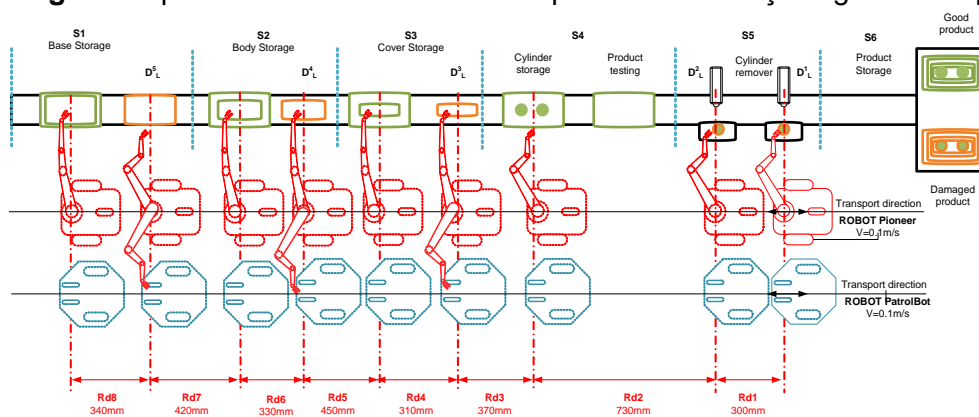 S1
Base Storage
D5L
S2
Body Storage
D4L
S3
Cover Storage
D3L
S4
Cylinder
storage
Product
testing
D2L
S5
Cylinder
remover
D1L
S6
Product
Storage
Good
product
Damaged
product
Transport direction
ROBOT Pioneer
V=0.1m/s
Transport direction
ROBOT PatrolBot
V=0.1m/s
Rd8
340mm
Rd7
420mm
Rd6
330mm
Rd5
450mm
Rd4
310mm
Rd3
370mm
Rd2
730mm
Rd1
300mm